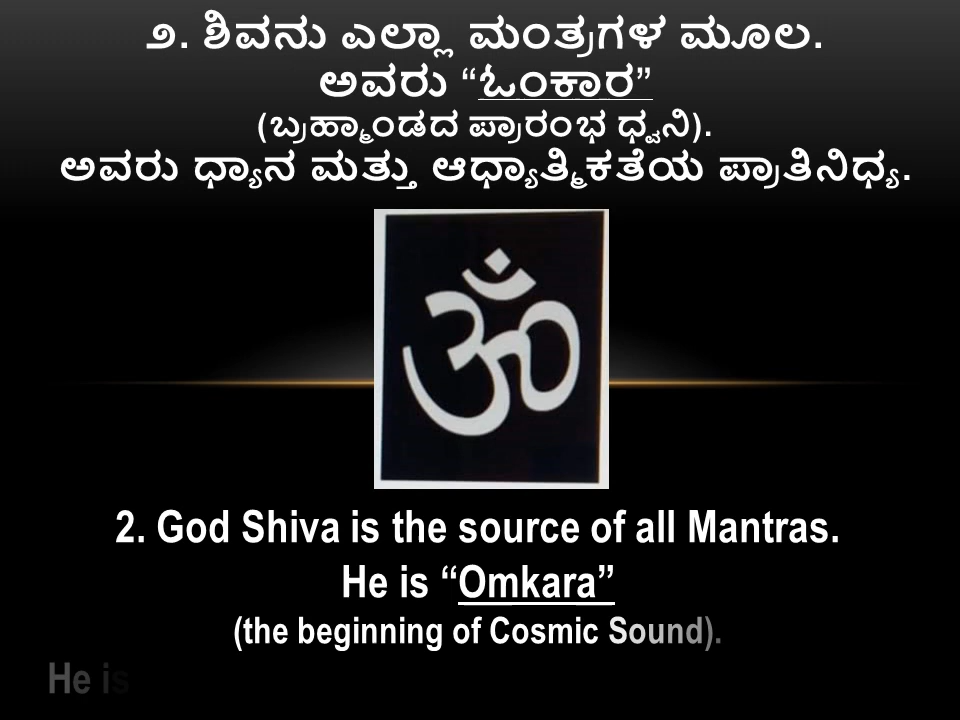 ೨. ಶಿವನು ಎಲ್ಲಾ ಮಂತ್ರಗಳ ಮೂಲ.
ಅವರು “ಓಂಕಾರ”
(ಬ್ರಹ್ಮಾಂಡದ ಪ್ರಾರಂಭ ಧ್ವನಿ).
ಅವರು ಧ್ಯಾನ ಮತ್ತು ಆಧ್ಯಾತ್ಮಿಕತೆಯ ಪ್ರಾತಿನಿಧ್ಯ.
ॐ
2. God Shiva is the source of all Mantras.
He is “Omkara”
(the beginning of Cosmic Sound).
He is